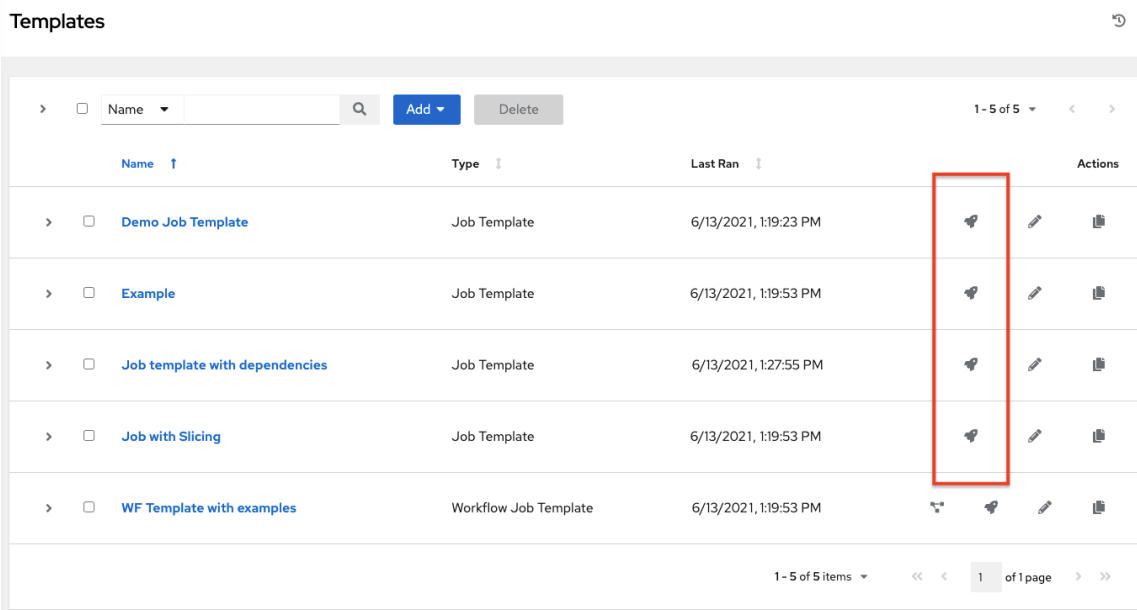 Templates
Name Add Delete 1 - 5 of 5
Name Type Last Ran Actions
Demo Job Template Job Template 6/13/2021, 1:19:23 PM
Example Job Template 6/13/2021, 1:19:53 PM
Job template with dependencies Job Template 6/13/2021, 1:27:55 PM
Job with Slicing Job Template 6/13/2021, 1:19:53 PM
WF Template with examples Workflow Job Template 6/13/2021, 1:19:53 PM
1 - 5 of 5 items 1 of 1 page